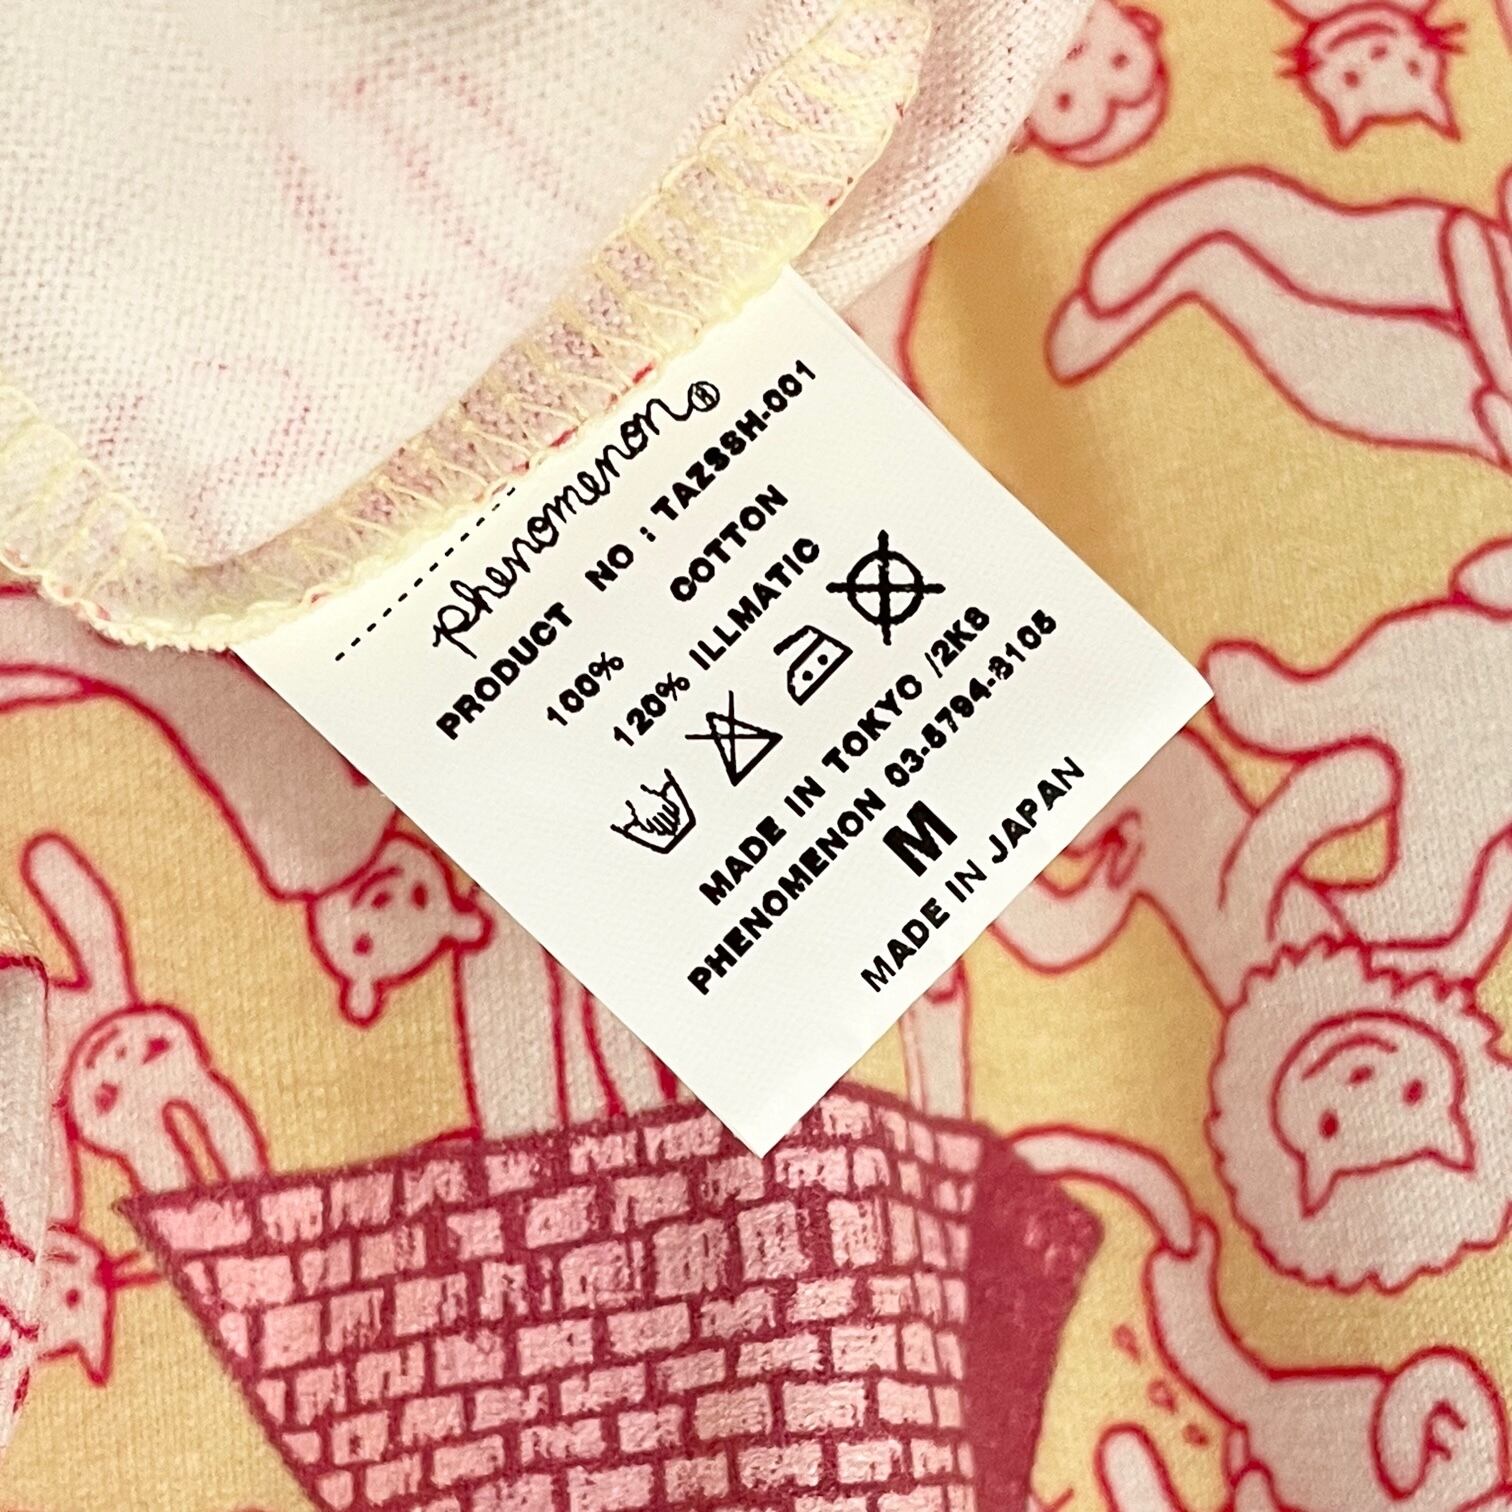 phenomenon®
PRODUCT NO : TAZSSH-001
100% COTTON
120% ILLMATIC
MADE IN TOKYO /2K8
PHENOMENON 03-5794-8105
M
MADE IN JAPAN